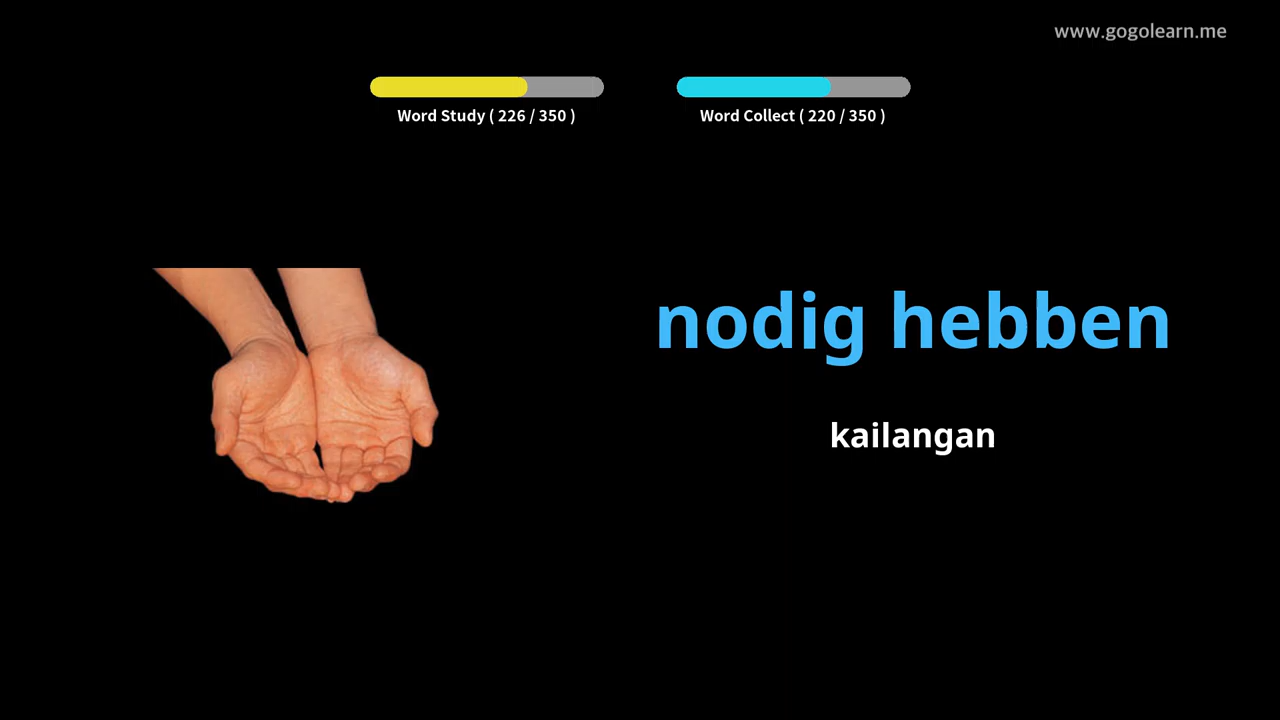 www.gogolearn.me
Word Study ( 226 / 350 )
Word Collect ( 220 / 350 )
nodig hebben
kailangan